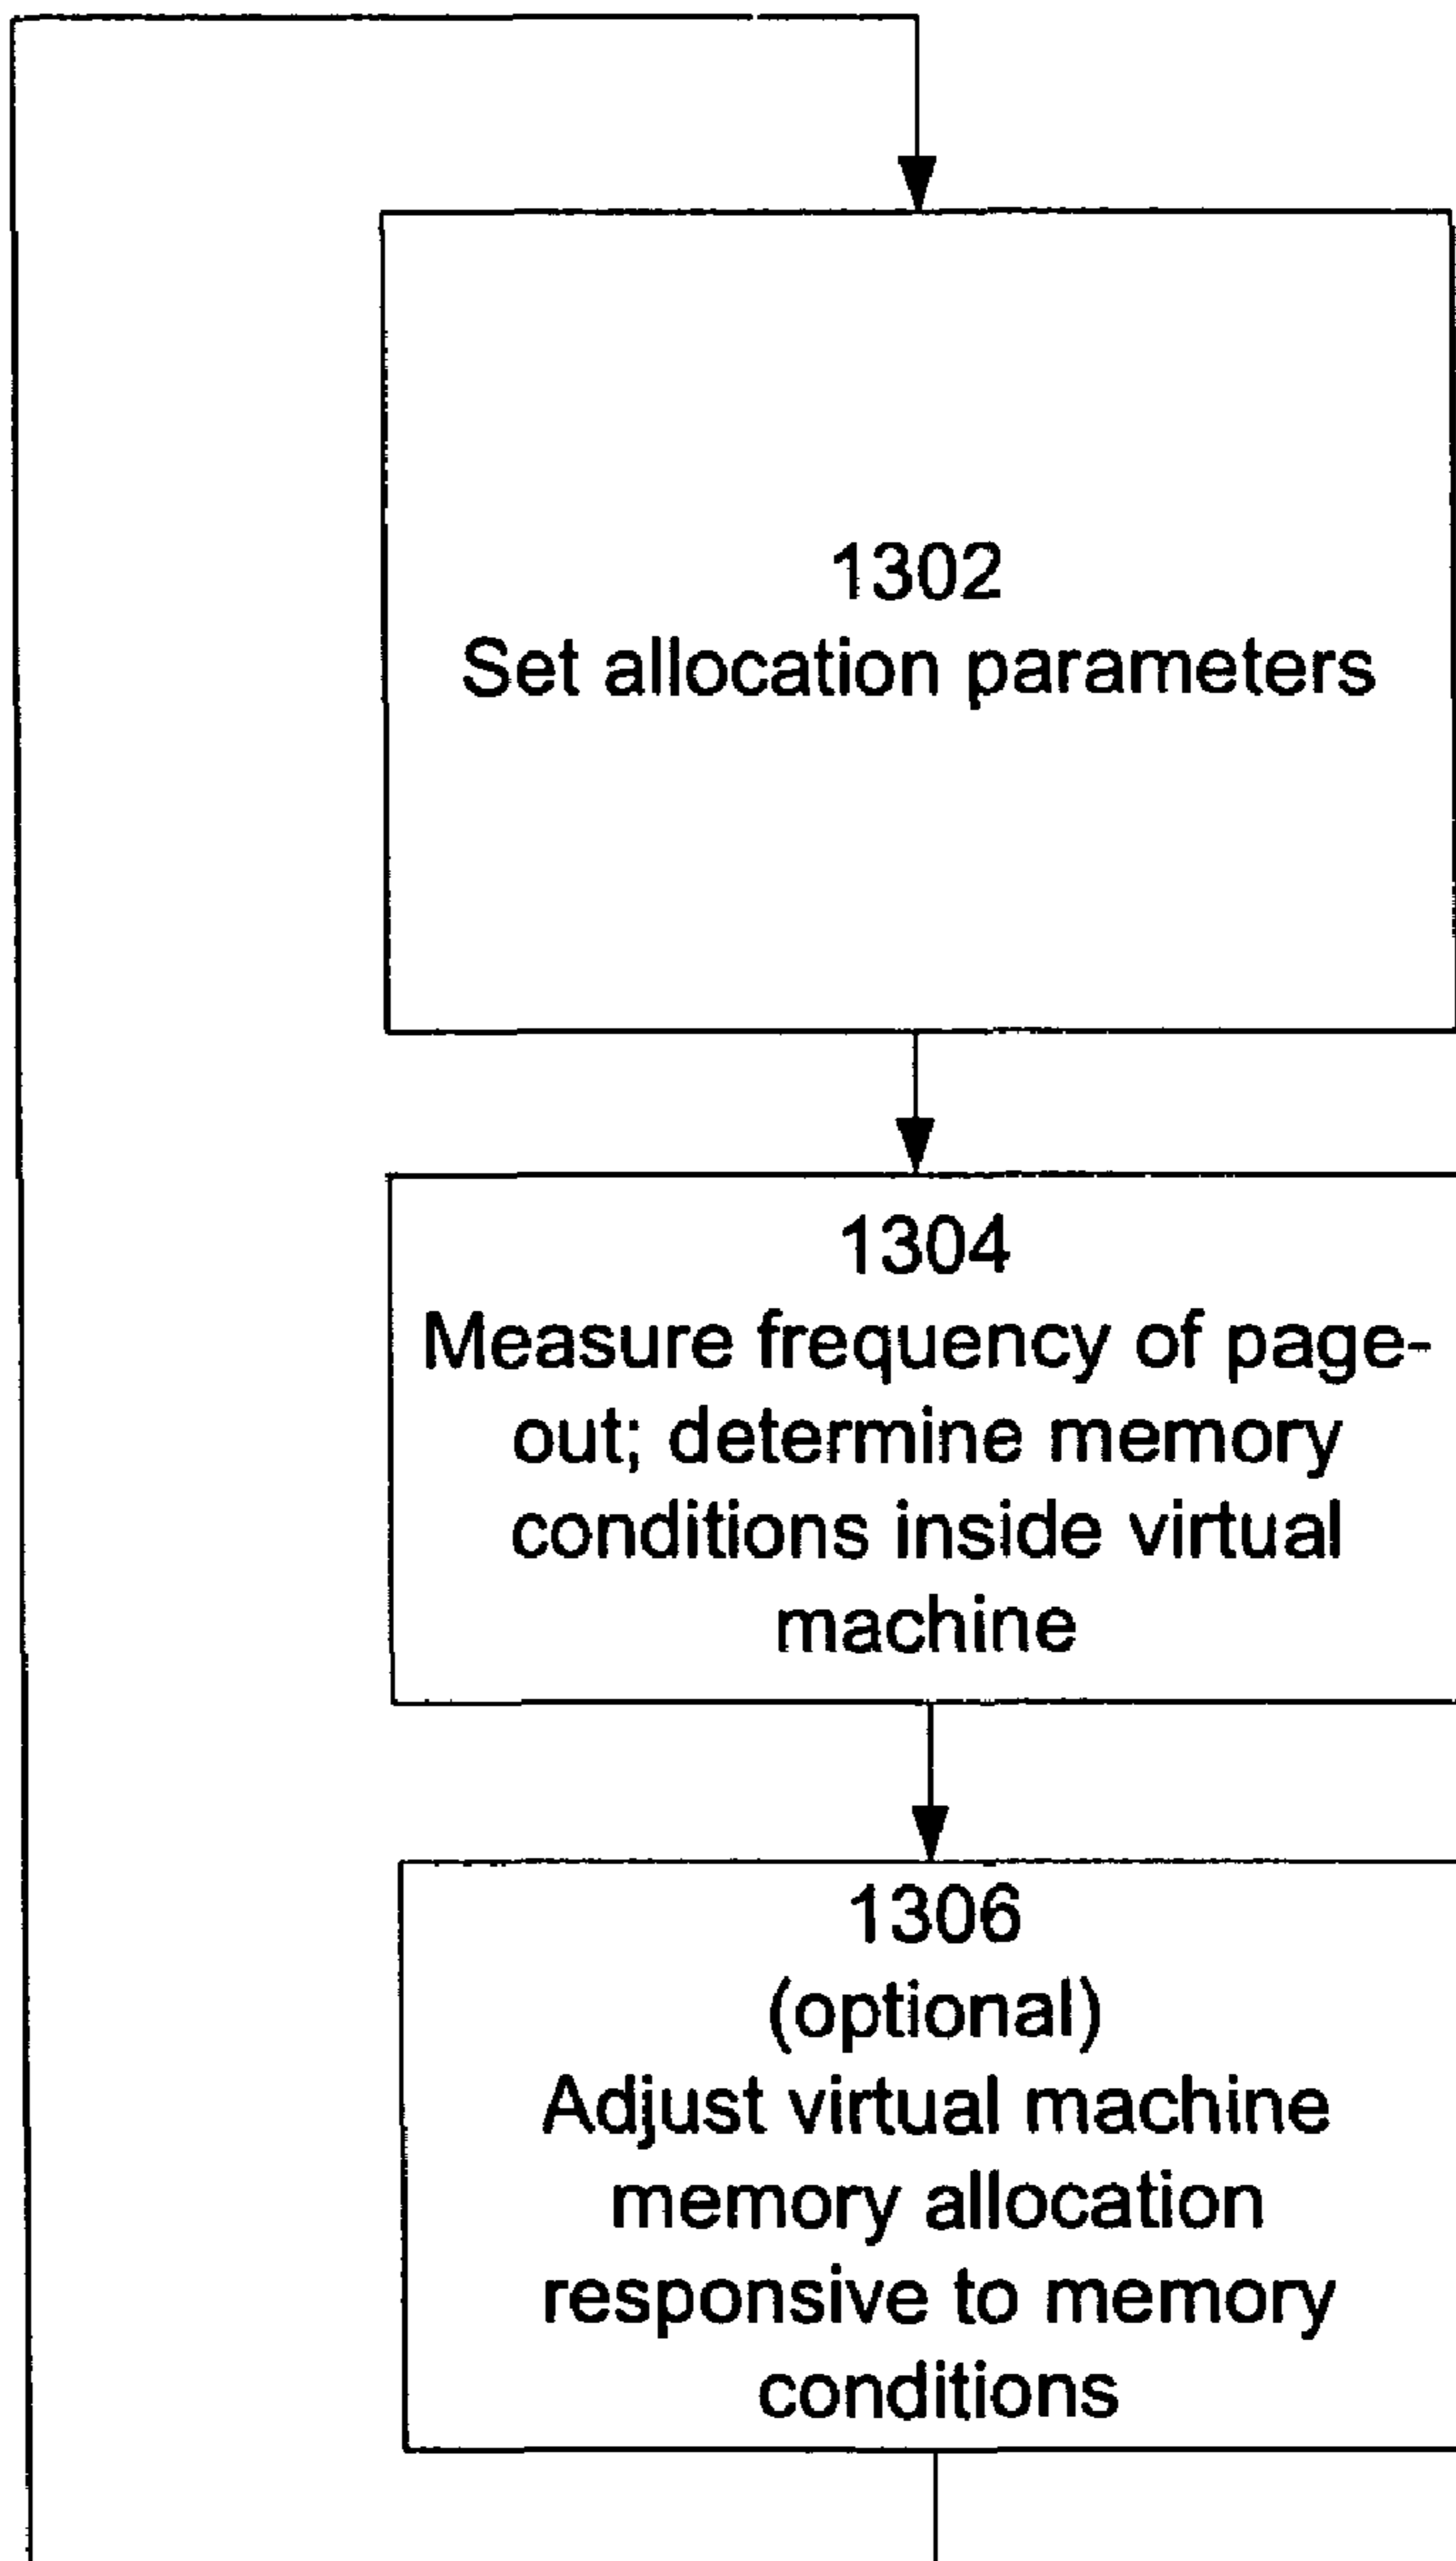 1302
Set allocation parameters
1304
Measure frequency of page-
out; determine memory
conditions inside virtual
machine
1306
(optional)
Adjust virtual machine
memory allocation
responsive to memory
conditions